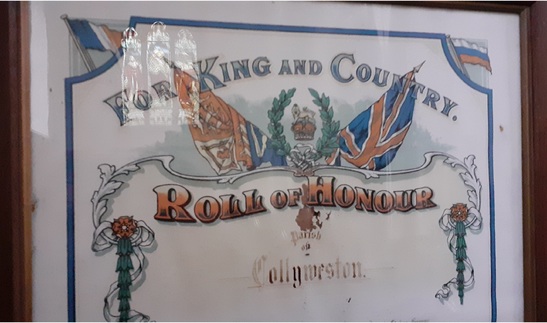 FOR KING AND COUNTRY.
ROLL OF HONOUR
Parish
of
Collyweston.